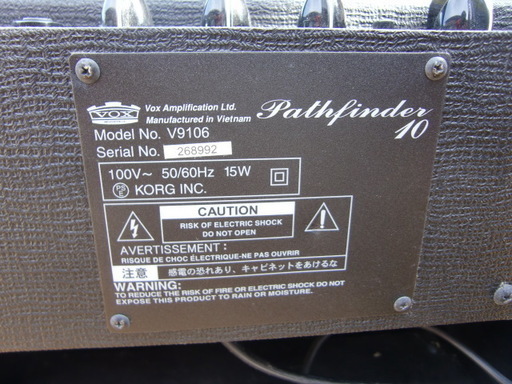 VOX
Vox Amplification Ltd.
Manufactured in Vietnam
Pathfinder
10
Model No. V9106
Serial No. 268992
100V～ 50/60Hz 15W
PS
E
KORG INC.
CAUTION
RISK OF ELECTRIC SHOCK
DO NOT OPEN
AVERTISSEMENT:
RISQUE DE CHOC ÉLECTRIQUE-NE PAS OUVRIR
注意 感電の恐れあり、キャビネットをあけるな
WARNING:
TO REDUCE THE RISK OF FIRE OR ELECTRIC SHOCK DO NOT
EXPOSE THIS PRODUCT TO RAIN OR MOISTURE.